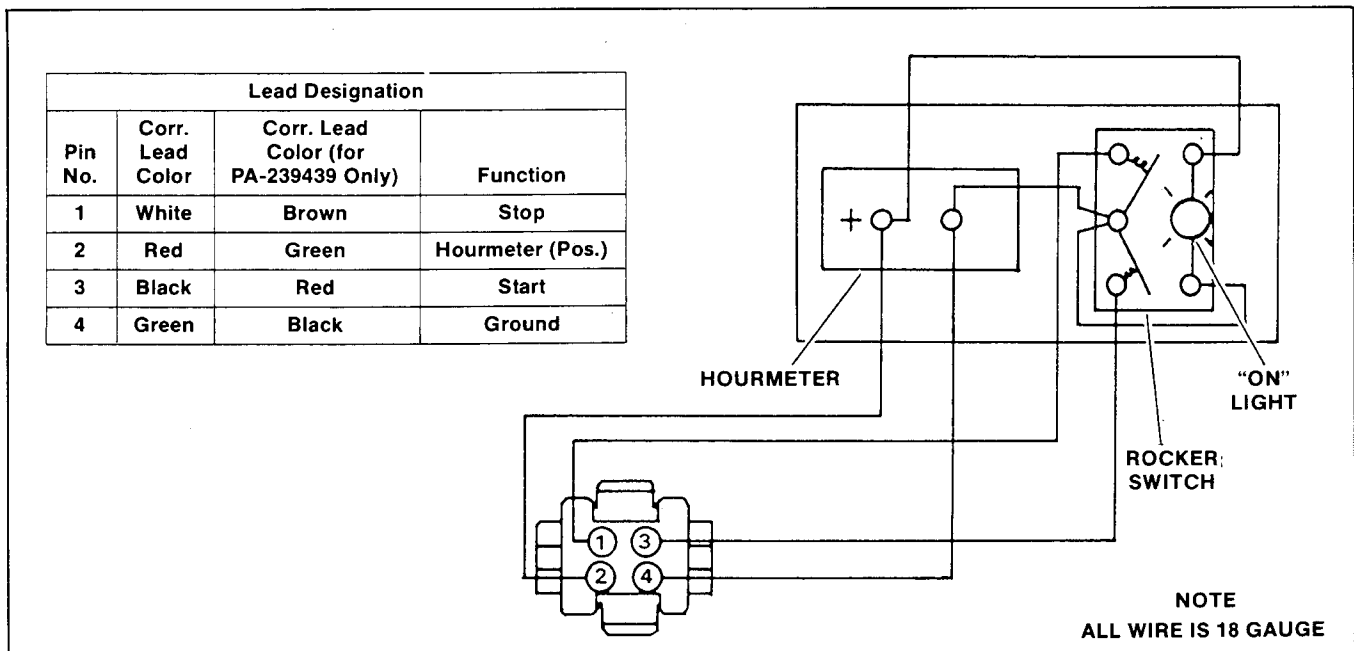 Lead Designation
Pin No.
Corr. Lead Color
Corr. Lead Color (for PA-239439 Only)
Function
1 White Brown Stop
2 Red Green Hourmeter (Pos.)
3 Black Red Start
4 Green Black Ground
+
HOURMETER
"ON"
LIGHT
ROCKER
SWITCH
1 3
2 4
NOTE
ALL WIRE IS 18 GAUGE